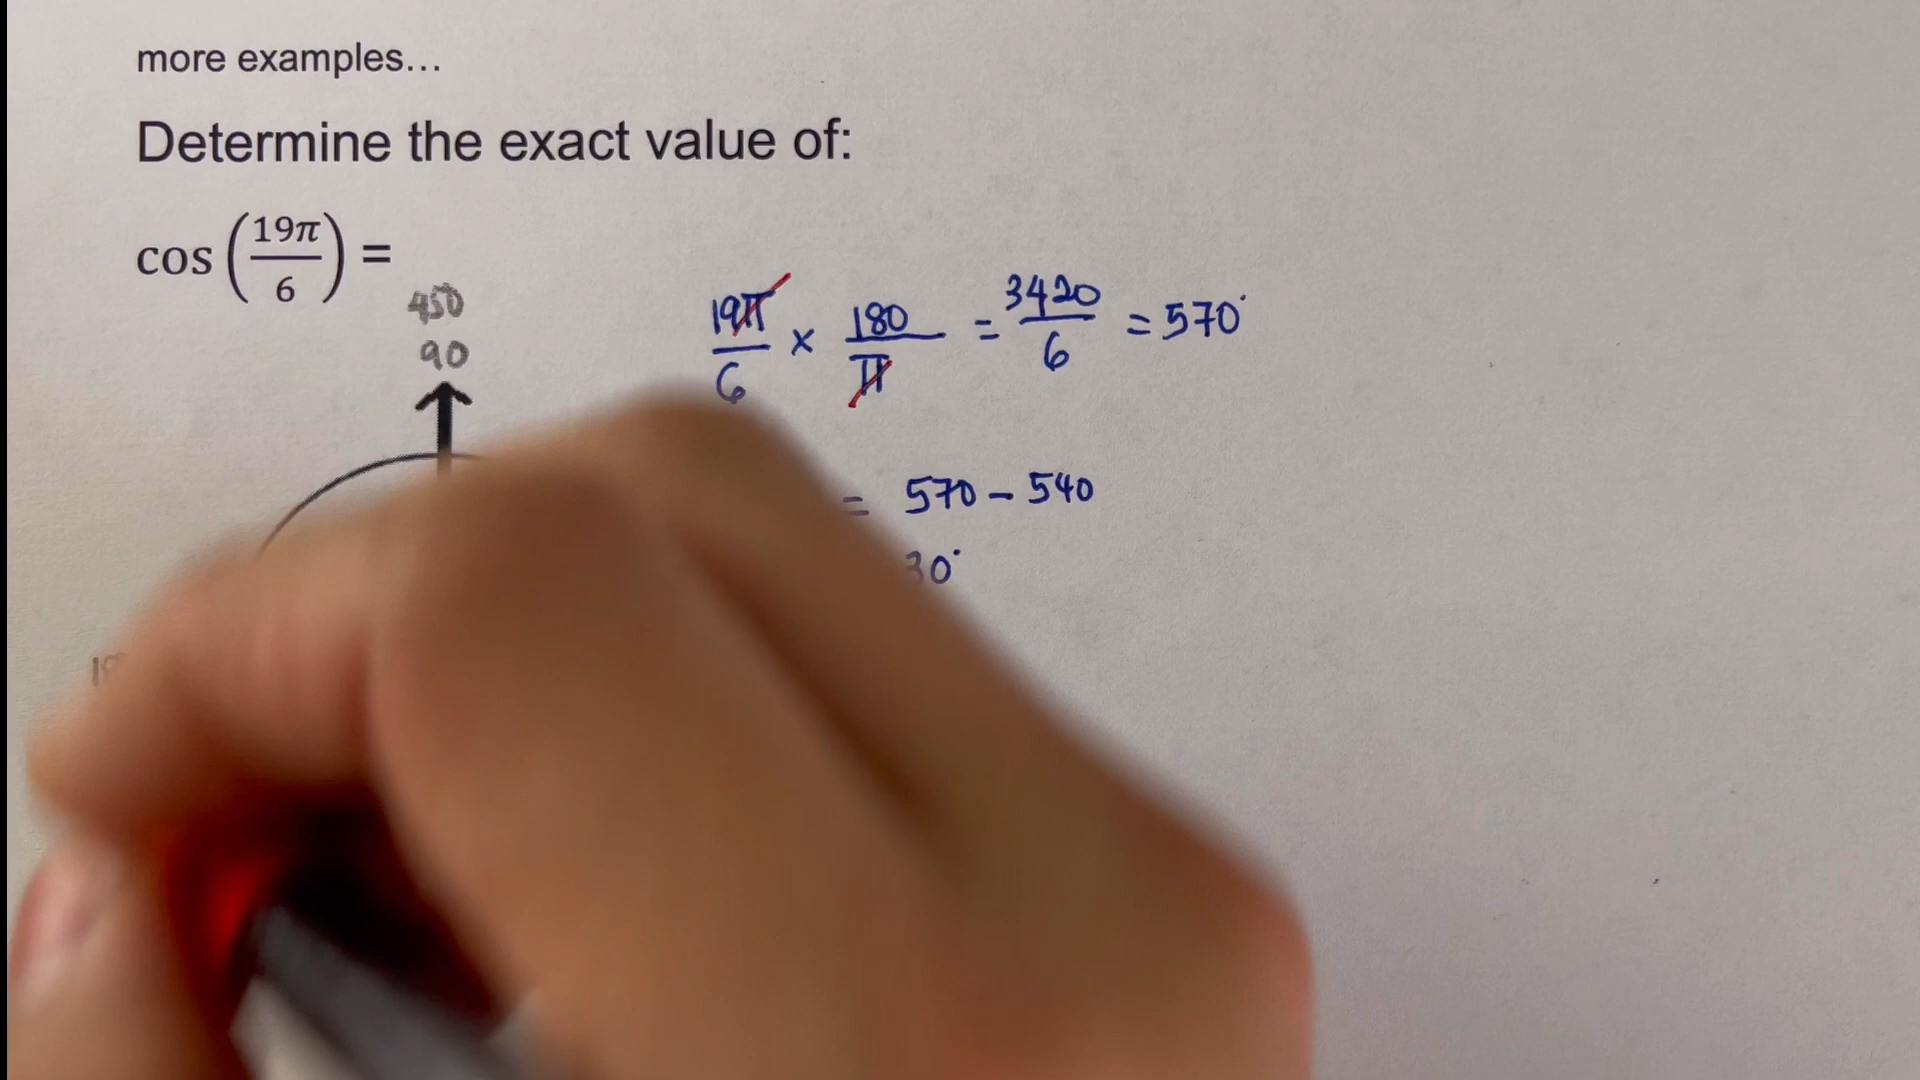 more examples...
Determine the exact value of:
cos (19π/6) =
450
90
19π/6 × 180/π = 3420/6 = 570°
= 570 - 540
30°